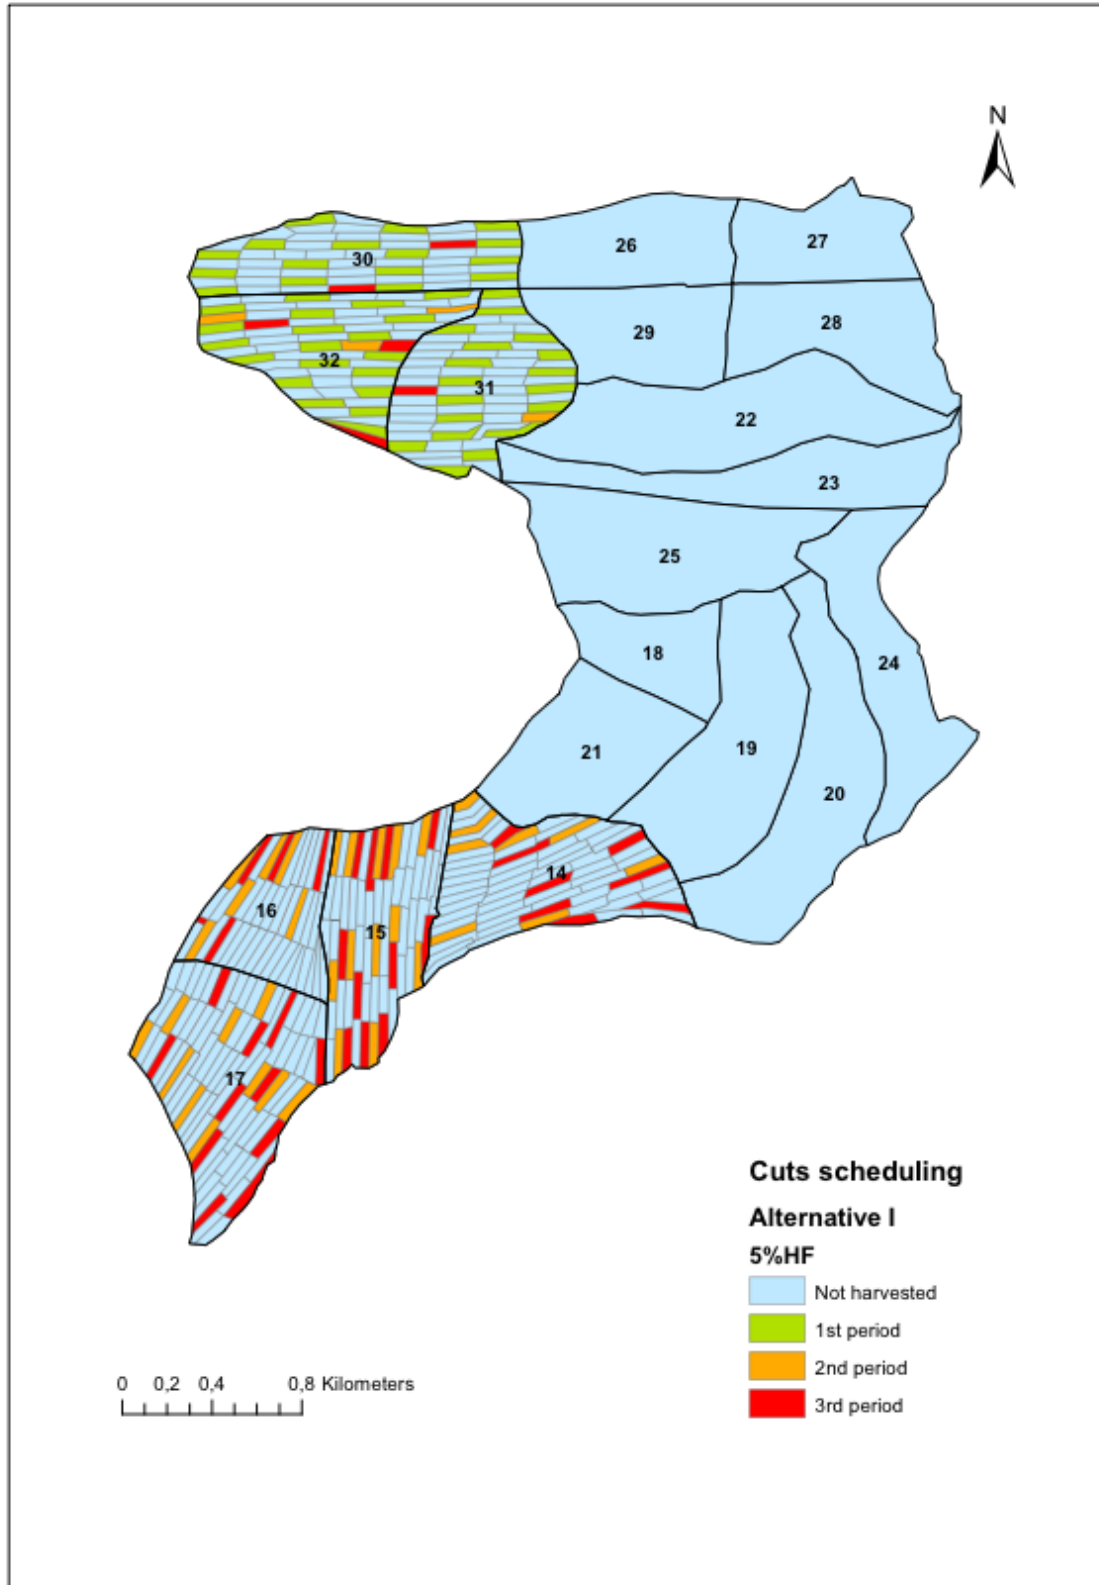 N
26
27
30
29
28
32
31
22
23
25
18
24
21
19
20
14
16
15
17
Cuts scheduling
Alternative I
5%HF
Not harvested
1st period
2nd period
3rd period
0 0,2 0,4 0,8 Kilometers